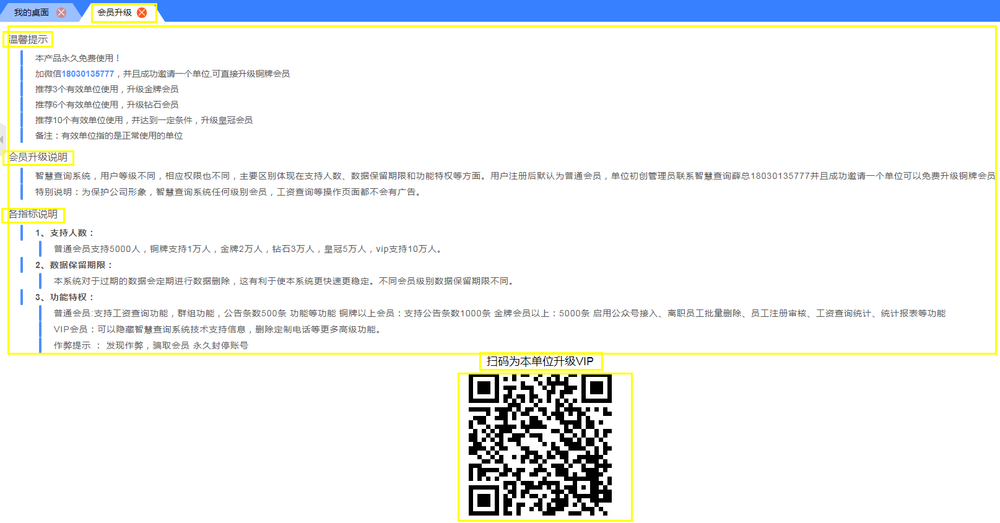 我的桌面
会员升级
温馨提示
本产品永久免费使用！
加微信18030135777，并且成功邀请一个单位,可直接升级铜牌会员
推荐3个有效单位使用，升级金牌会员
推荐6个有效单位使用，升级钻石会员
推荐10个有效单位使用，并达到一定条件，升级皇冠会员
备注：有效单位指的是正常使用的单位
会员升级说明
智慧查询系统，用户等级不同，相应权限也不同，主要区别体现在支持人数、数据保留期限和功能特权等方面。用户注册后默认为普通会员，单位初创管理员联系智慧查询薛总18030135777并且成功邀请一个单位可以免费升级铜牌会员
特别说明：为保护公司形象，智慧查询系统任何级别会员，工资查询等操作页面都不会有广告。
各指标说明
1、支持人数：
普通会员支持5000人，铜牌支持1万人，金牌2万人，钻石3万人，皇冠5万人，vip支持10万人。
2、数据保留期限：
本系统对于过期的数据会定期进行数据删除，这有利于使本系统更快速更稳定。不同会员级别数据保留期限不同。
3、功能特权：
普通会员:支持工资查询功能，群组功能，公告条数500条 功能等功能 铜牌以上会员：支持公告条数1000条 金牌会员以上：5000条 启用公众号接入、离职员工批量删除、员工注册审核、工资查询统计、统计报表等功能
VIP会员：可以隐藏智慧查询系统技术支持信息，删除定制电话等更多高级功能。
作弊提示 ： 发现作弊，骗取会员 永久封停账号
扫码为本单位升级VIP